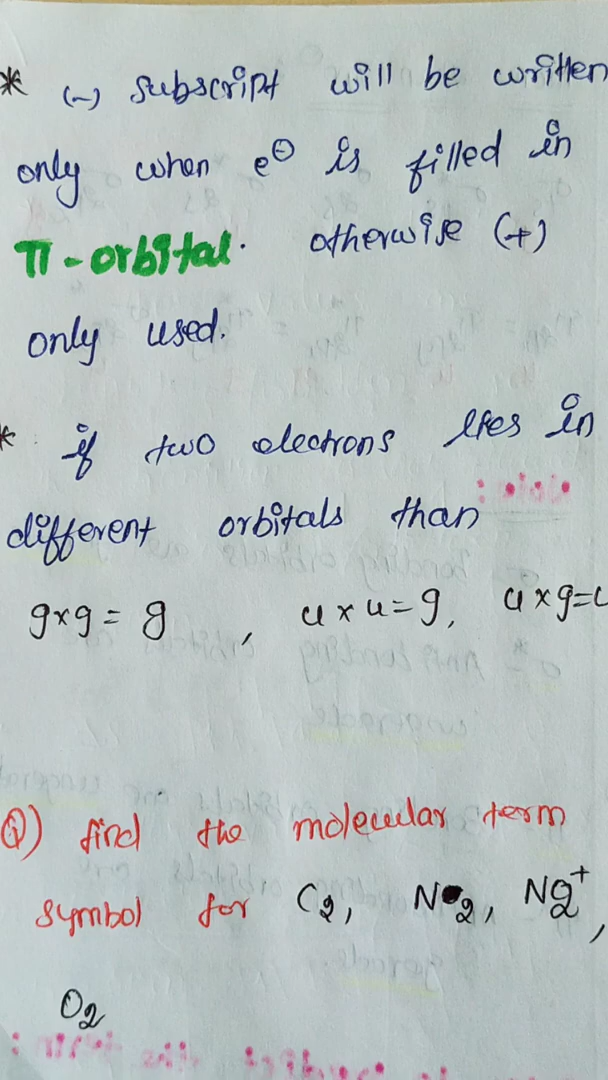 * (-) subscript will be written
only when e⊖ is filled in
π-orbital. otherwise (+)
only used.
* if two electrons lies in
different orbitals than
g×g = g , u×u=g, u×g=u
Q) find the molecular term
symbol for C₂, N₂, N₂⁺,
O₂